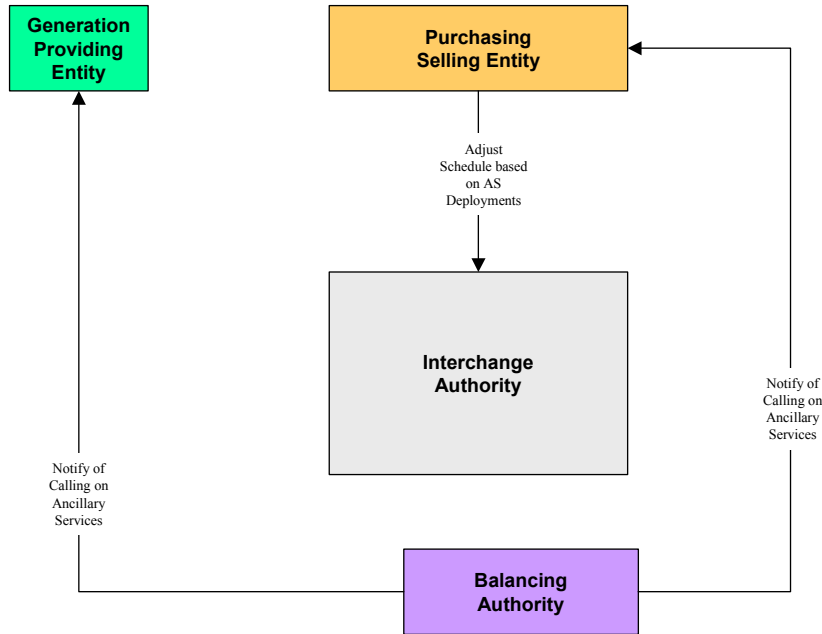 Generation
Providing
Entity
Purchasing
Selling Entity
Adjust
Schedule based
on AS
Deployments
Interchange
Authority
Notify of
Calling on
Ancillary
Services
Notify of
Calling on
Ancillary
Services
Balancing
Authority